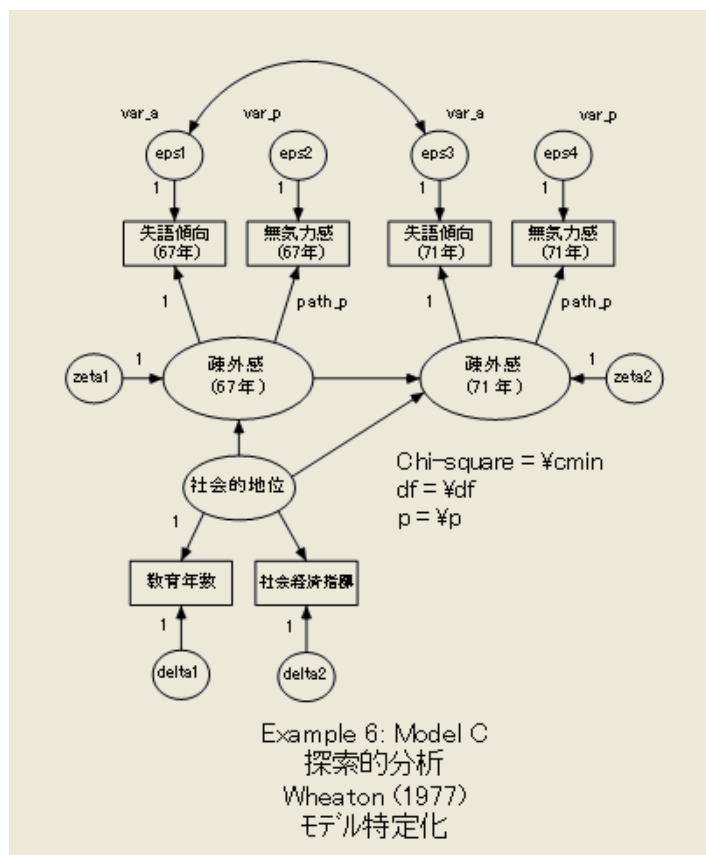 var_a
var_p
var_a
var_p
eps1
eps2
eps3
eps4
1
1
1
1
失語傾向
(67年)
無気力感
(67年)
失語傾向
(71年)
無気力感
(71年)
1
path_p
1
path_p
zeta1
1
疎外感
(67年)
疎外感
(71年)
1
zeta2
社会的地位
Chi-square = ¥cmin
df = ¥df
p = ¥p
1
教育年数
社会経済指標
1
1
delta1
delta2
Example 6: Model C
探索的分析
Wheaton (1977)
モデル特定化